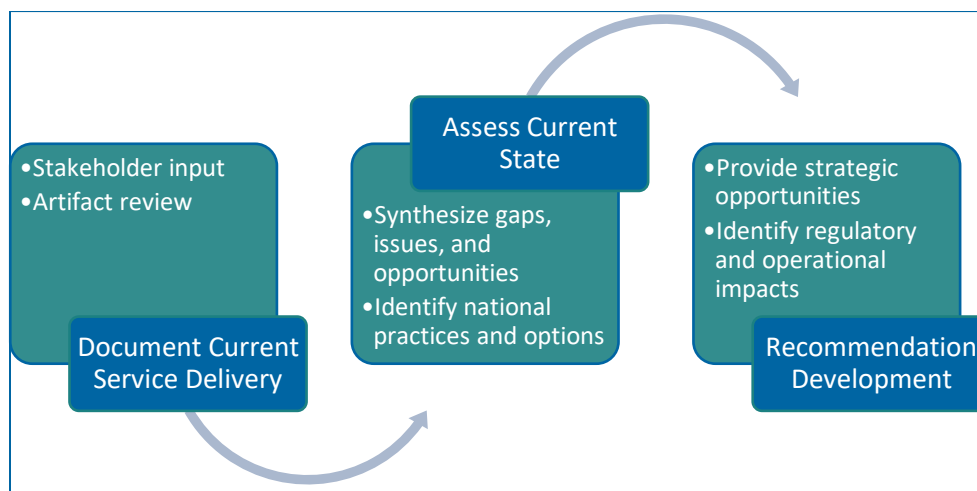 •Stakeholder input
•Artifact review
Document Current
Service Delivery
Assess Current
State
•Synthesize gaps,
issues, and
opportunities
•Identify national
practices and options
•Provide strategic
opportunities
•Identify regulatory
and operational
impacts
Recommendation
Development